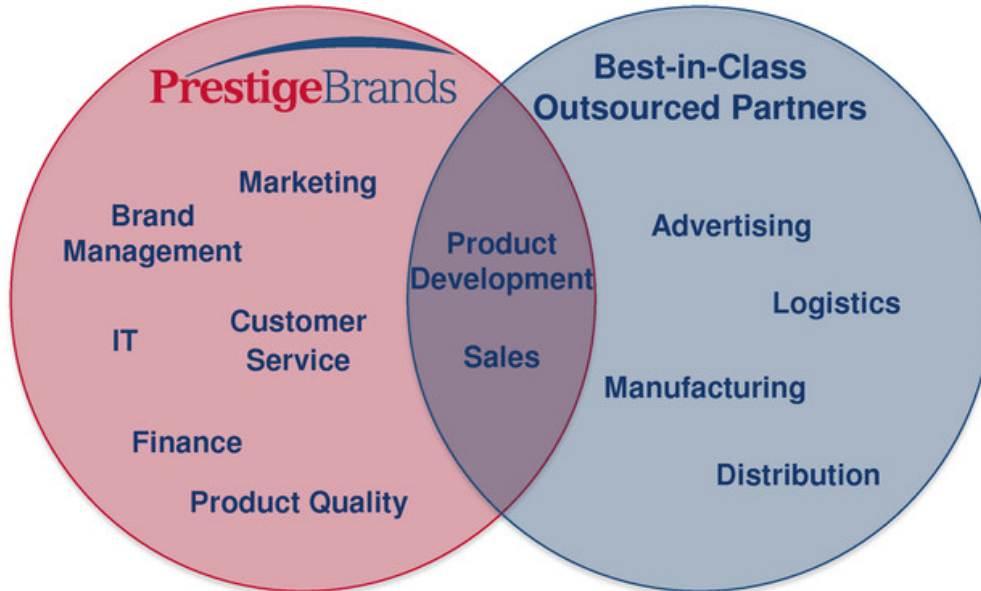 PrestigeBrands
Marketing
Brand
Management
IT
Customer
Service
Finance
Product Quality
Product
Development
Sales
Best-in-Class
Outsourced Partners
Advertising
Logistics
Manufacturing
Distribution